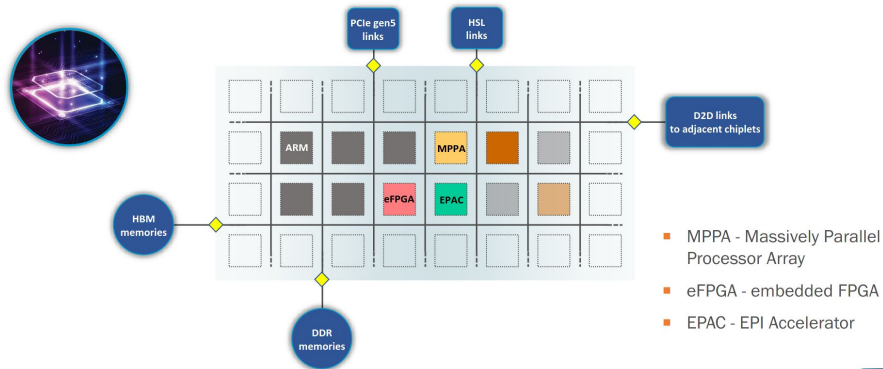 PCIe gen5
links
HSL
links
D2D links
to adjacent chiplets
ARM
MPPA
eFPGA
EPAC
HBM
memories
DDR
memories
▪ MPPA - Massively Parallel
Processor Array
▪ eFPGA - embedded FPGA
▪ EPAC - EPI Accelerator